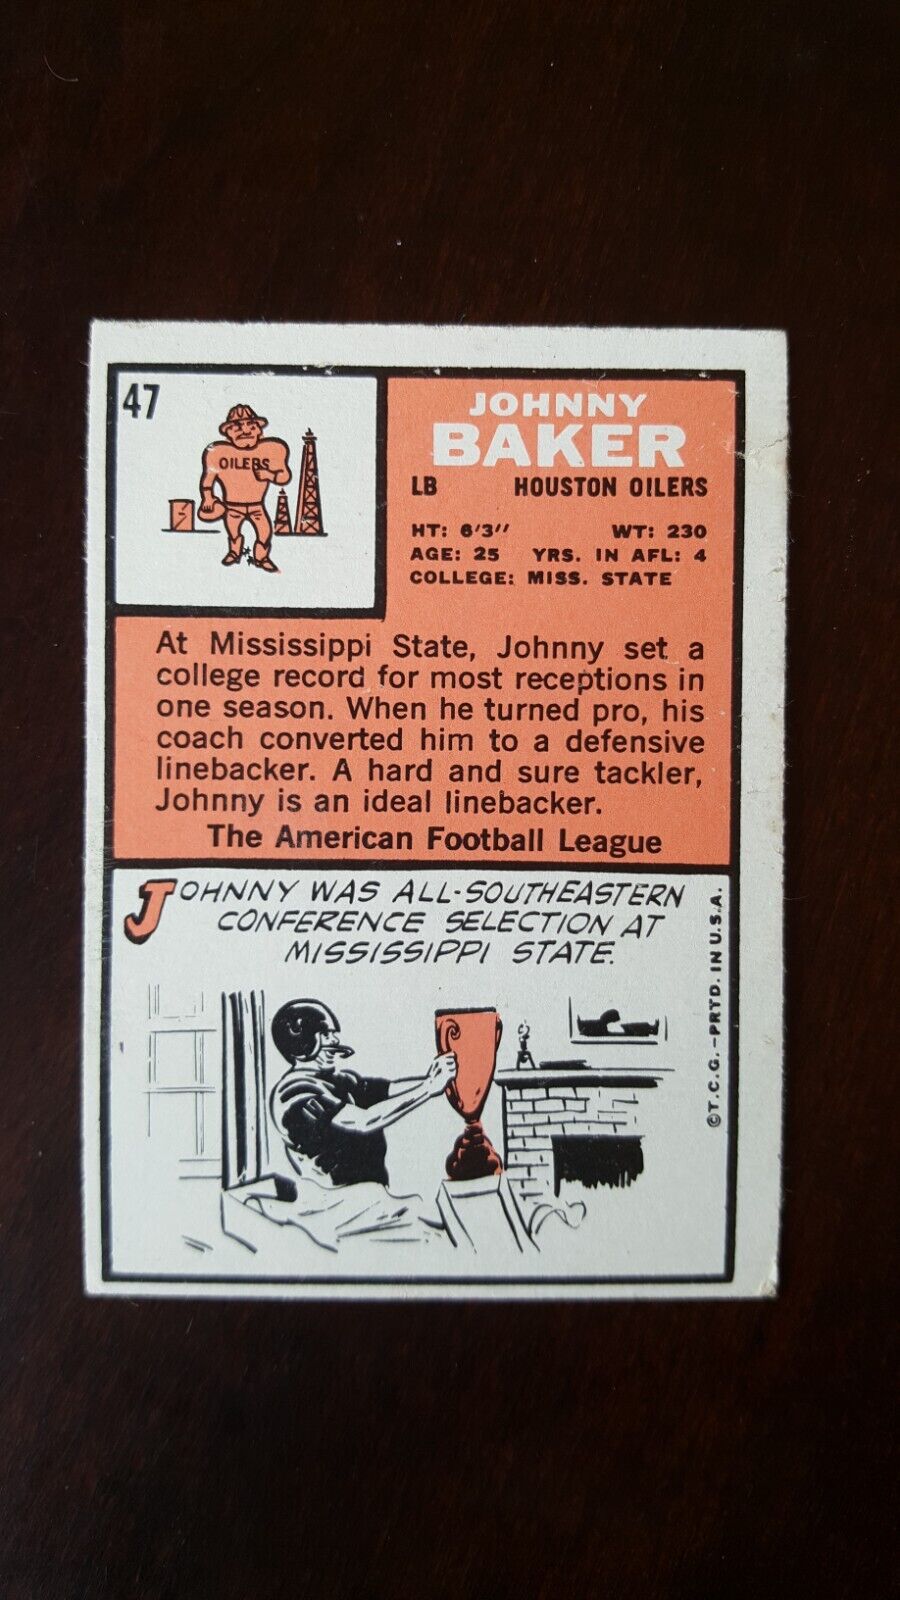 47
OILERS
JOHNNY
BAKER
LB HOUSTON OILERS
HT: 6'3" WT: 230
AGE: 25 YRS. IN AFL: 4
COLLEGE: MISS. STATE
At Mississippi State, Johnny set a
college record for most receptions in
one season. When he turned pro, his
coach converted him to a defensive
linebacker. A hard and sure tackler,
Johnny is an ideal linebacker.
The American Football League
JOHNNY WAS ALL-SOUTHEASTERN
CONFERENCE SELECTION AT
MISSISSIPPI STATE.
©T.C.G.-PRTD. IN U.S.A.